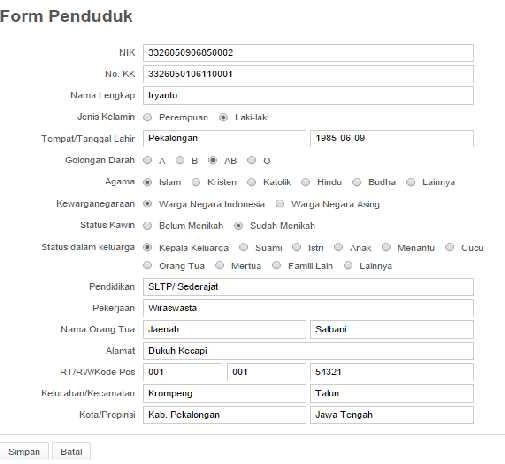 Form Penduduk
NIK 3326050906850002
No. KK 3326050106110001
Nama Lengkap Iryanto
Jenis Kelamin Perempuan Laki-laki
Tempat/Tanggal Lahir Pekalongan 1985-06-09
Golongan Darah A B AB O
Agama Islam Kristen Katolik Hindu Budha Lainnya
Kewarganegaraan Warga Negara Indonesia Warga Negara Asing
Status Kawin Belum Menikah Sudah Menikah
Status dalam keluarga Kepala Keluarga Suami Istri Anak Menantu Cucu
Orang Tua Mertua Famili Lain Lainnya
Pendidikan SLTP/ Sederajat
Pekerjaan Wiraswasta
Nama Orang Tua Jaenah Salbani
Alamat Dukuh Kecapi
RT/RW/Kode Pos 001 001 51321
Kelurahan/Kecamatan Krompeng Talun
Kota/Propinsi Kab. Pekalongan Jawa Tengah
Simpan Batal